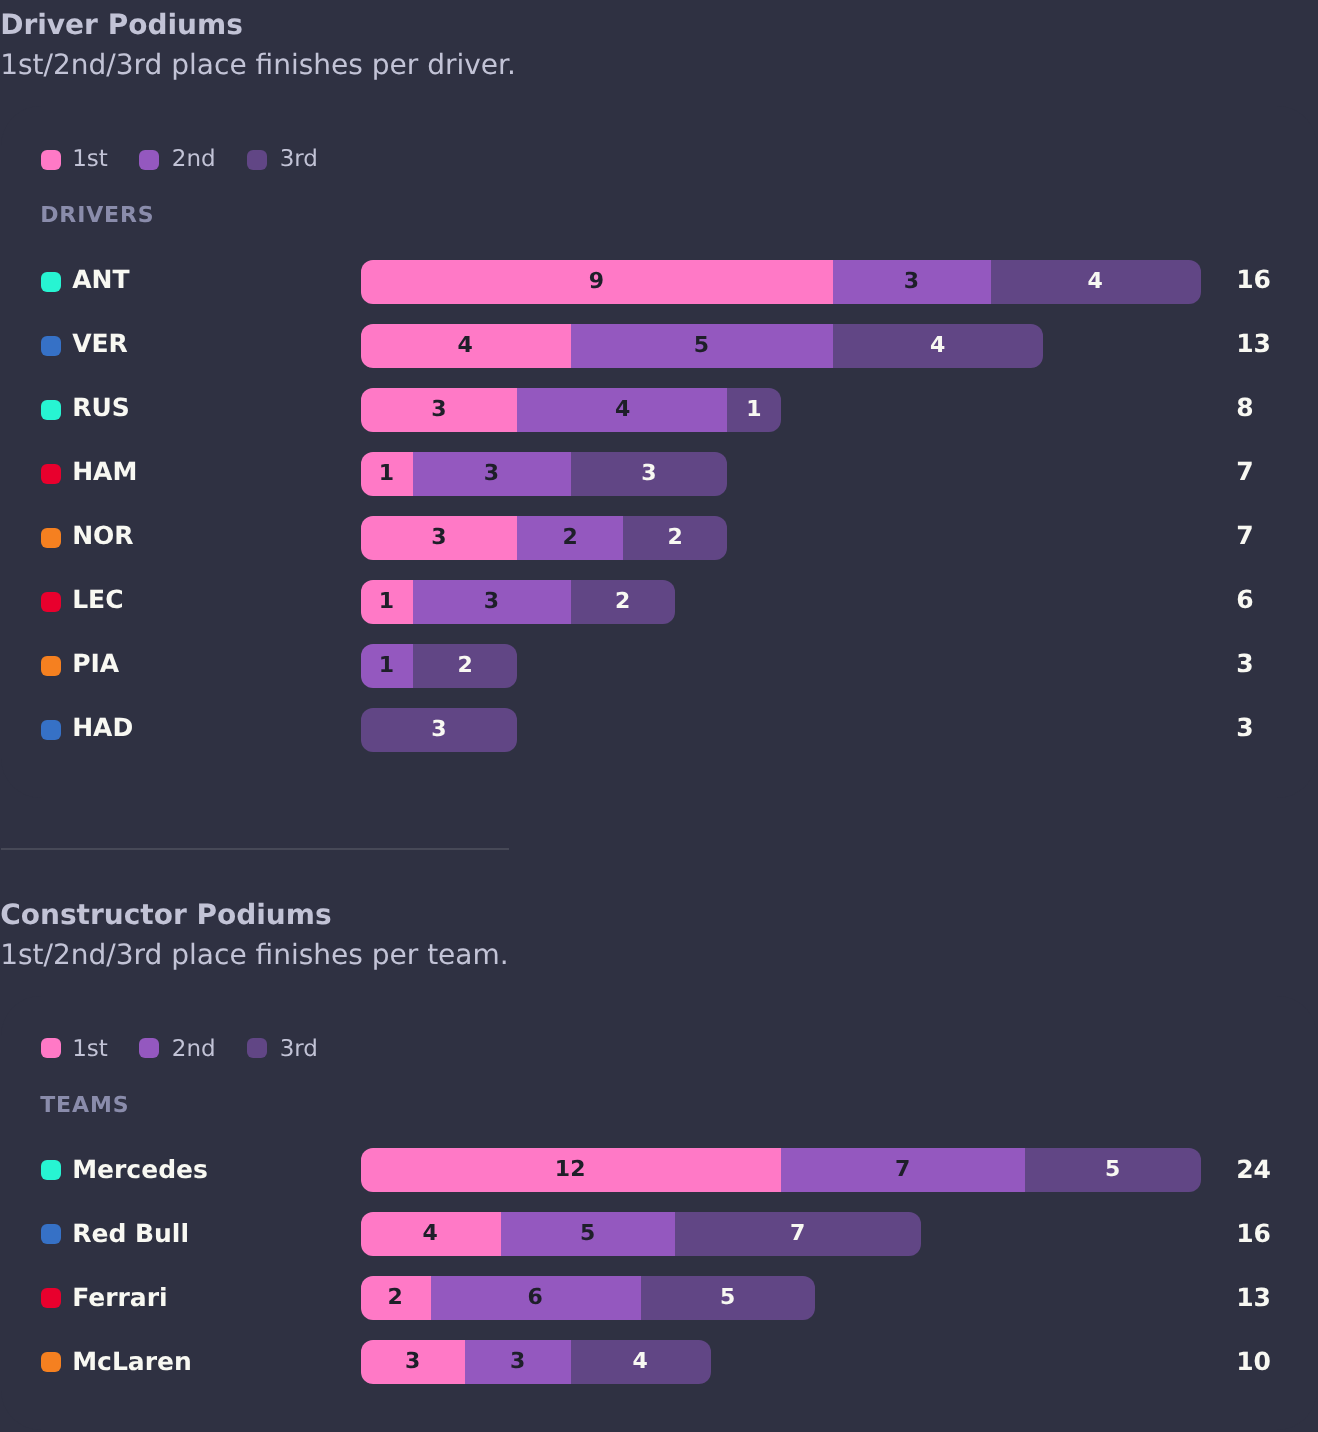 Driver Podiums
1st/2nd/3rd place finishes per driver.
1st 2nd 3rd
DRIVERS
ANT 9 3 4 16
VER 4 5 4 13
RUS 3 4 1 8
HAM 1 3 3 7
NOR 3 2 2 7
LEC 1 3 2 6
PIA 1 2 3
HAD 3 3
Constructor Podiums
1st/2nd/3rd place finishes per team.
1st 2nd 3rd
TEAMS
Mercedes 12 7 5 24
Red Bull 4 5 7 16
Ferrari 2 6 5 13
McLaren 3 3 4 10